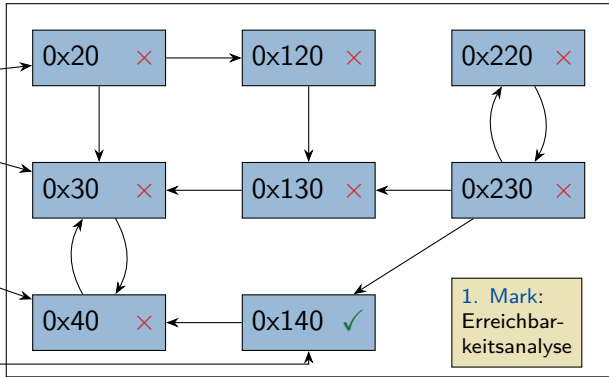 0x20 ×
0x120 ×
0x220 ×
0x30 ×
0x130 ×
0x230 ×
0x40 ×
0x140 ✓
1. Mark:
Erreichbar-
keitsanalyse